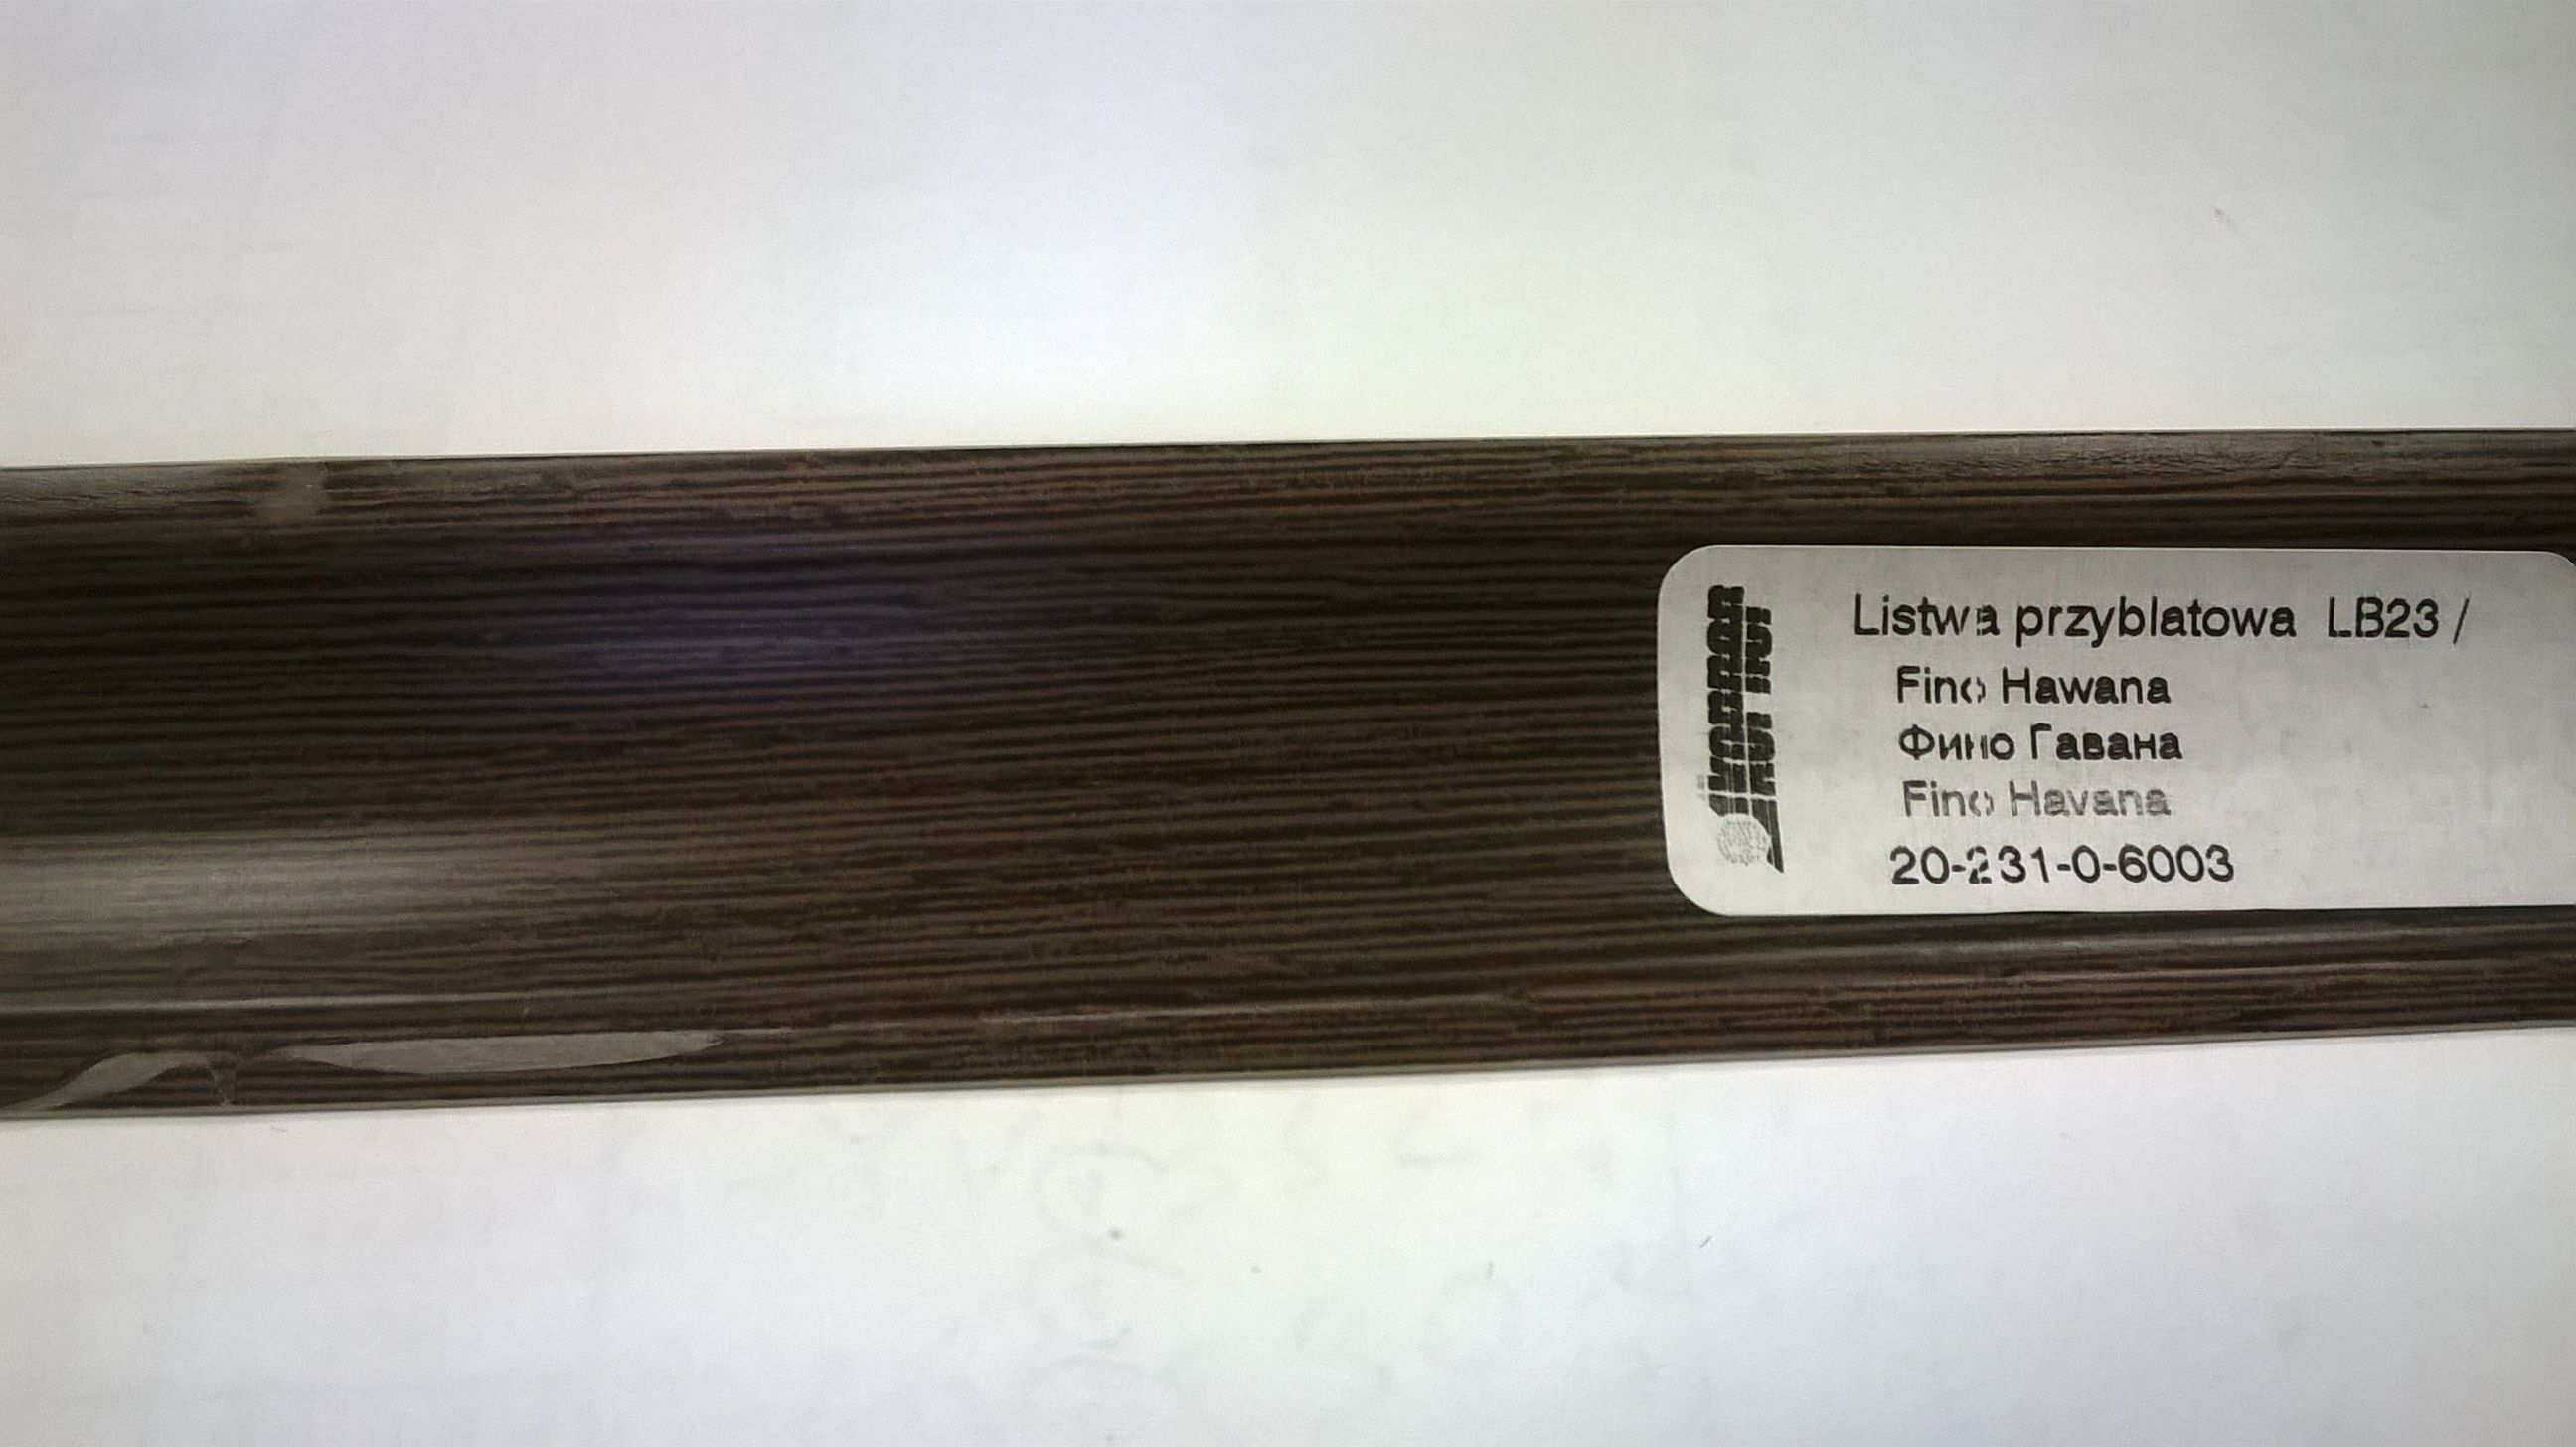 Listwa przyblatowa LB23 /
Fino Hawana
Фино Гавана
Fino Havana
20-231-0-6003